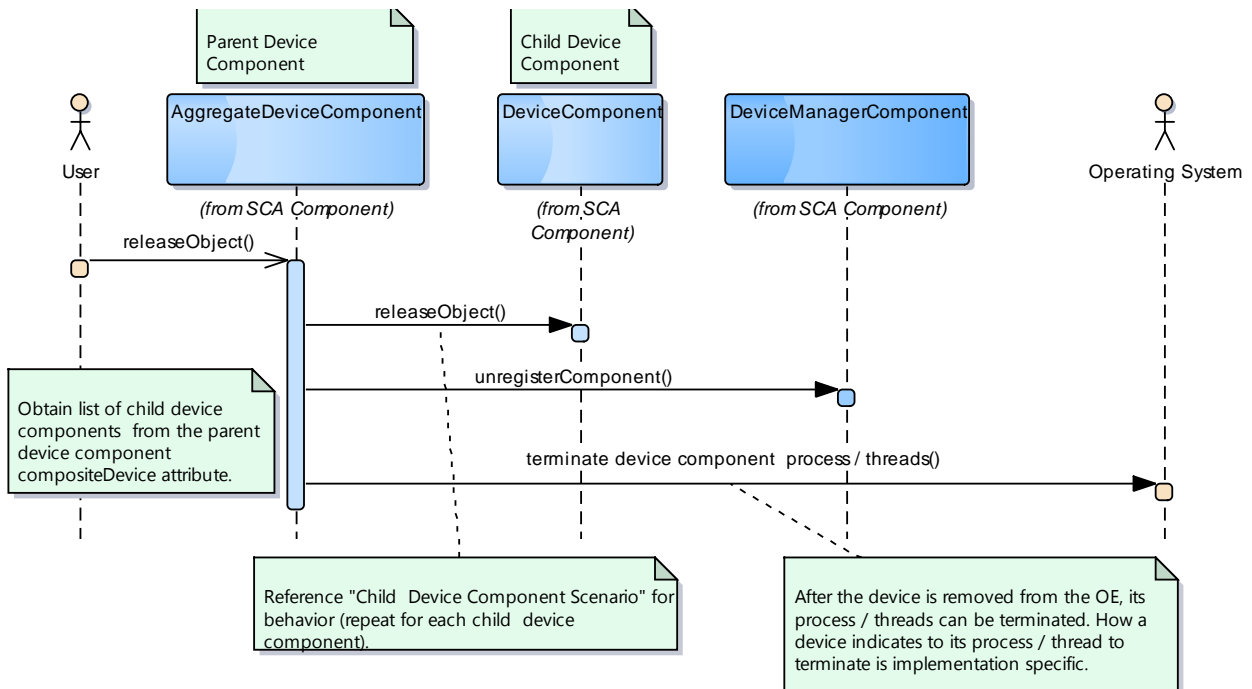 Parent Device
Component
Child Device
Component
AggregateDeviceComponent
DeviceComponent
DeviceManagerComponent
User
Operating System
(from SCA Component)
(from SCA
Component)
(from SCA Component)
releaseObject()
releaseObject()
unregisterComponent()
Obtain list of child device
components from the parent
device component
compositeDevice attribute.
terminate device component process / threads()
Reference "Child Device Component Scenario" for
behavior (repeat for each child device
component).
After the device is removed from the OE, its
process / threads can be terminated. How a
device indicates to its process / thread to
terminate is implementation specific.